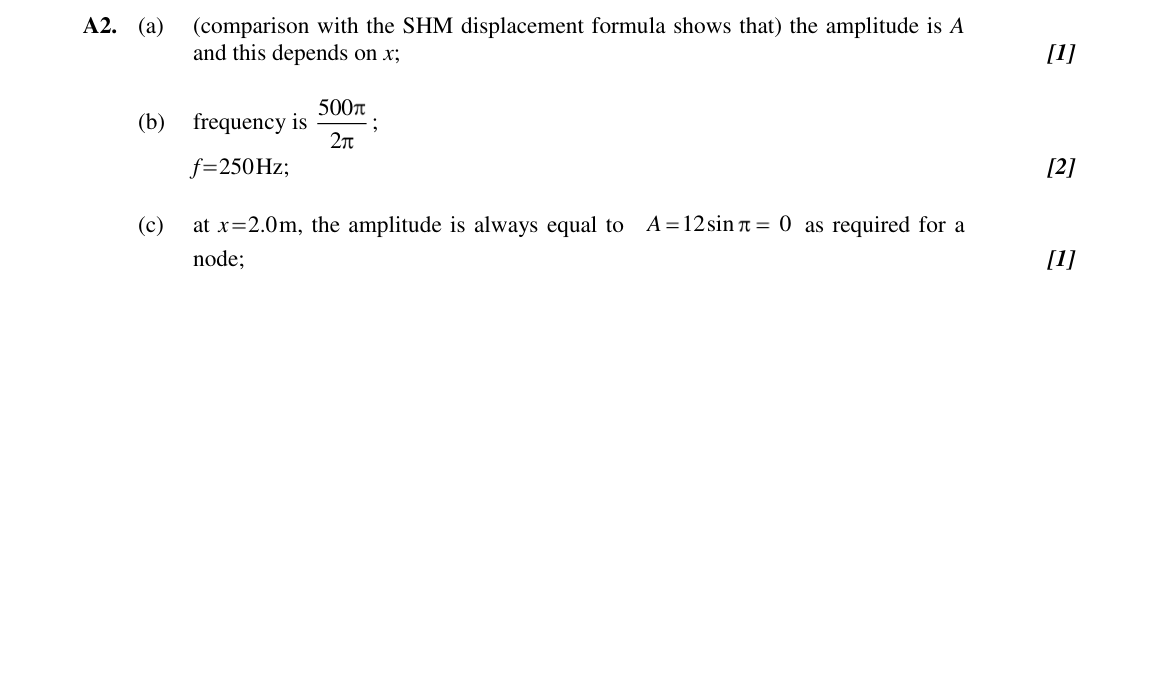 A2. (a) (comparison with the SHM displacement formula shows that) the amplitude is A
and this depends on x; [1]
(b) frequency is 500π/2π ;
f=250Hz; [2]
(c) at x=2.0m, the amplitude is always equal to A=12sin π= 0 as required for a
node; [1]